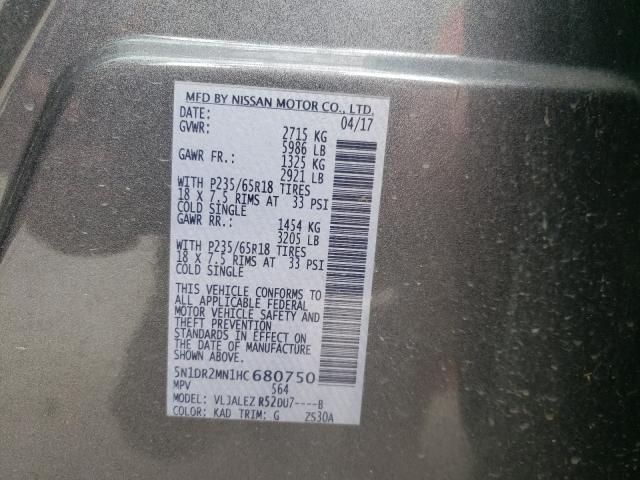 MFD BY NISSAN MOTOR CO., LTD.
DATE: 04/17
GVWR: 2715 KG
5986 LB
GAWR FR.: 1325 KG
2921 LB
WITH P235/65R18 TIRES
18 X 7.5 RIMS AT 33 PSI
COLD SINGLE
GAWR RR.: 1454 KG
3205 LB
WITH P235/65R18 TIRES
18 X 7.5 RIMS AT 33 PSI
COLD SINGLE
THIS VEHICLE CONFORMS TO
ALL APPLICABLE FEDERAL
MOTOR VEHICLE SAFETY AND
THEFT PREVENTION
STANDARDS IN EFFECT ON
THE DATE OF MANUFACTURE
SHOWN ABOVE.
5N1DR2MN1HC680750
MPV 564
MODEL: VLJALEZ R52DU7----B
COLOR: KAD TRIM: G ZS30A